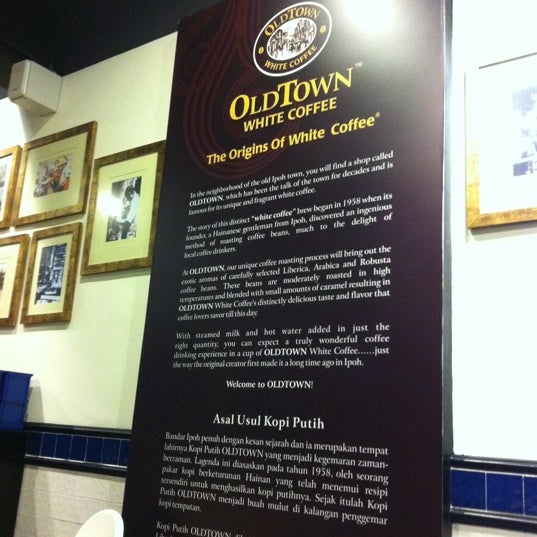 OLDTOWN
WHITE COFFEE
OLDTOWN™
WHITE COFFEE
The Origins Of White Coffee®
In the neighborhood of the old Ipoh town, you will find a shop called
OLDTOWN, which has been the talk of the town for decades and is
famous for its unique and fragrant white coffee.
The story of this distinct "white coffee" brew began in 1958 when its
founder, a Hainanese gentleman from Ipoh, discovered an ingenious
method of roasting coffee beans, much to the delight of
local coffee drinkers.
At OLDTOWN, our unique coffee roasting process will bring out the
exotic aromas of carefully selected Liberica, Arabica and Robusta
coffee beans. These beans are moderately roasted in high
temperatures and blended with small amounts of caramel resulting in
OLDTOWN White Coffee's distinctly delicious taste and flavor that
coffee lovers savor till this day.
With steamed milk and hot water added in just the
right quantity, you can expect a truly wonderful coffee
drinking experience in a cup of OLDTOWN White Coffee......just
the way the original creator first made it a long time ago in Ipoh.
Welcome to OLDTOWN!
Asal Usul Kopi Putih
Bandar Ipoh penuh dengan kesan sejarah dan ia merupakan tempat
lahirnya Kopi Putih OLDTOWN yang menjadi kegemaran zaman-
berzaman. Lagenda ini diasaskan pada tahun 1958, oleh seorang
pakar kopi berketurunan Hainan yang telah menemui resipi
tersendiri untuk menghasilkan kopi putihnya. Sejak itulah Kopi
Putih OLDTOWN menjadi buah mulut di kalangan penggemar
kopi tempatan.
Kopi Putih OLDTOWN